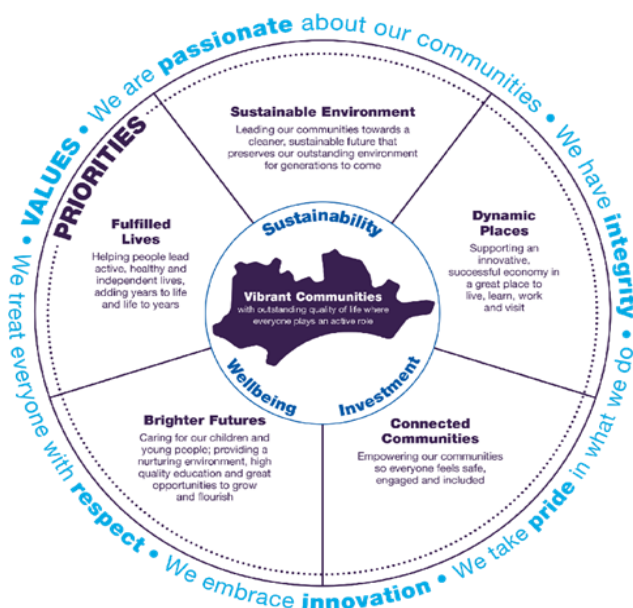 VALUES • We are passionate about our communities • We have integrity • We take pride in what we do • We embrace innovation • We treat everyone with respect •
PRIORITIES
Sustainable Environment
Leading our communities towards a
cleaner, sustainable future that
preserves our outstanding environment
for generations to come
Dynamic
Places
Supporting an
innovative,
successful economy in
a great place to
live, learn, work
and visit
Connected
Communities
Empowering our communities
so everyone feels safe,
engaged and included
Brighter Futures
Caring for our children and
young people; providing a
nurturing environment, high
quality education and great
opportunities to grow
and flourish
Fulfilled
Lives
Helping people lead
active, healthy and
independent lives,
adding years to life
and life to years
Sustainability
Vibrant Communities
with outstanding quality of life where
everyone plays an active role
Wellbeing
Investment